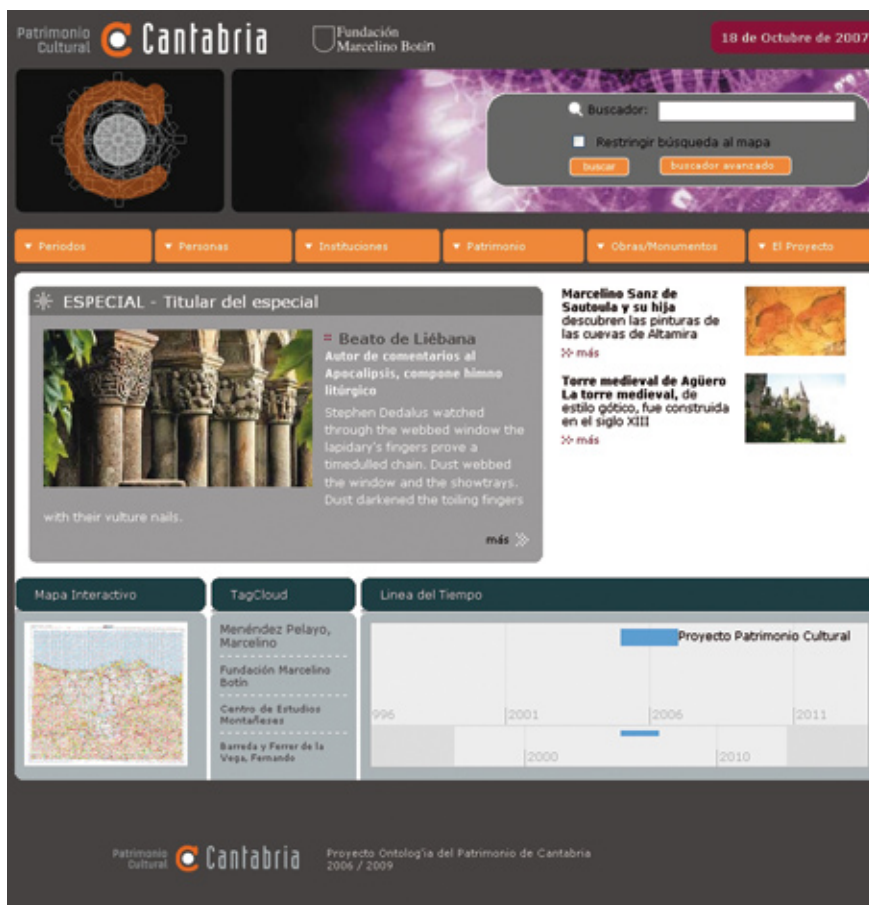 Patrimonio
Cultural
Cantabria
Fundación
Marcelino Botín
18 de Octubre de 2007
Buscador:
Restringir búsqueda al mapa
buscar
buscador avanzado
Periodos
Personas
Instituciones
Patrimonio
Obras/Monumentos
El Proyecto
ESPECIAL - Titular del especial
Beato de Liébana
Autor de comentarios al
Apocalipsis, compone himno
litúrgico
Stephen Dedalus watched
through the webbed window the
lapidary's fingers prove a
timedulled chain. Dust webbed
the window and the showtrays.
Dust darkened the toiling fingers
with their vulture nails.
más
Marcelino Sanz de
Sautoula y su hija
descubren las pinturas de
las cuevas de Altamira
más
Torre medieval de Agüero
La torre medieval, de
estilo gótico, fue construida
en el siglo XIII
más
Mapa Interactivo
TagCloud
Menéndez Pelayo,
Marcelino
Fundación Marcelino
Botín
Centro de Estudios
Montañeses
Barreda y Ferrer de la
Vega, Fernando
Linea del Tiempo
Proyecto Patrimonio Cultural
996
2001
2006
2011
2000
2010
Patrimonio
Cultural
Cantabria
Proyecto Ontolog'ia del Patrimonio de Cantabria
2006 / 2009